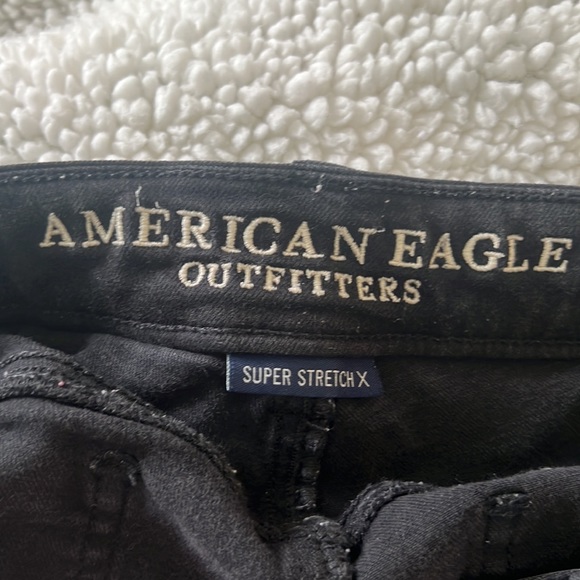 AMERICAN EAGLE
OUTFITTERS
SUPER STRETCH X